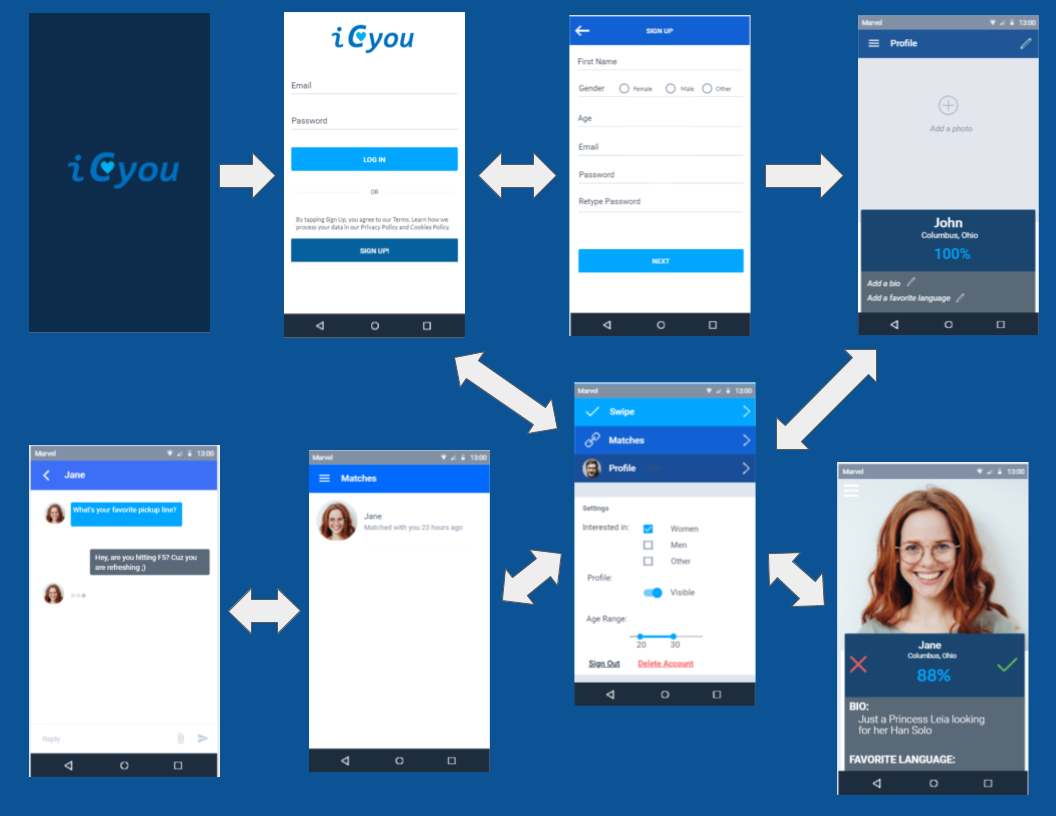 iCyou
iCyou
Email
Password
LOG IN
OR
By tapping Sign Up, you agree to our Terms. Learn how we
process your data in our Privacy Policy and Cookies Policy.
SIGN UP!
SIGN UP
First Name
Gender Female Male Other
Age
Email
Password
Retype Password
NEXT
Marvel 13:00
Profile
Add a photo
John
Columbus, Ohio
100%
Add a bio
Add a favorite language
Marvel 13:00
Jane
What's your favorite pickup line?
Hey, are you hitting F5? Cuz you
are refreshing ;)
Reply
Marvel 13:00
Matches
Jane
Matched with you 23 hours ago
Marvel 13:00
Swipe
Matches
Profile
Settings
Interested in: Women
Men
Other
Profile:
Visible
Age Range:
20 30
Sign Out Delete Account
Marvel 13:00
Jane
Columbus, Ohio
88%
BIO:
Just a Princess Leia looking
for her Han Solo
FAVORITE LANGUAGE: